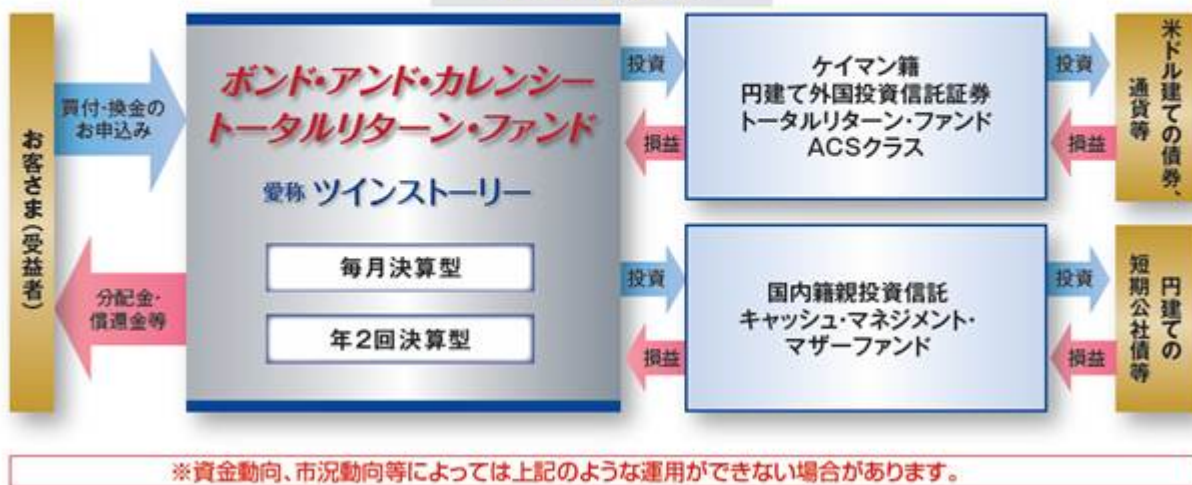 お客さま(受益者)
買付・換金の
お申込み
分配金・
償還金等
ボンド・アンド・カレンシー
トータルリターン・ファンド
愛称 ツインストーリー
毎月決算型
年2回決算型
投資
損益
ケイマン籍
円建て外国投資信託証券
トータルリターン・ファンド
ACSクラス
投資
損益
米ドル建ての債券、
通貨等
投資
損益
国内籍親投資信託
キャッシュ・マネジメント・
マザーファンド
投資
損益
円建ての
短期公社債等
※資金動向、市況動向等によっては上記のような運用ができない場合があります。